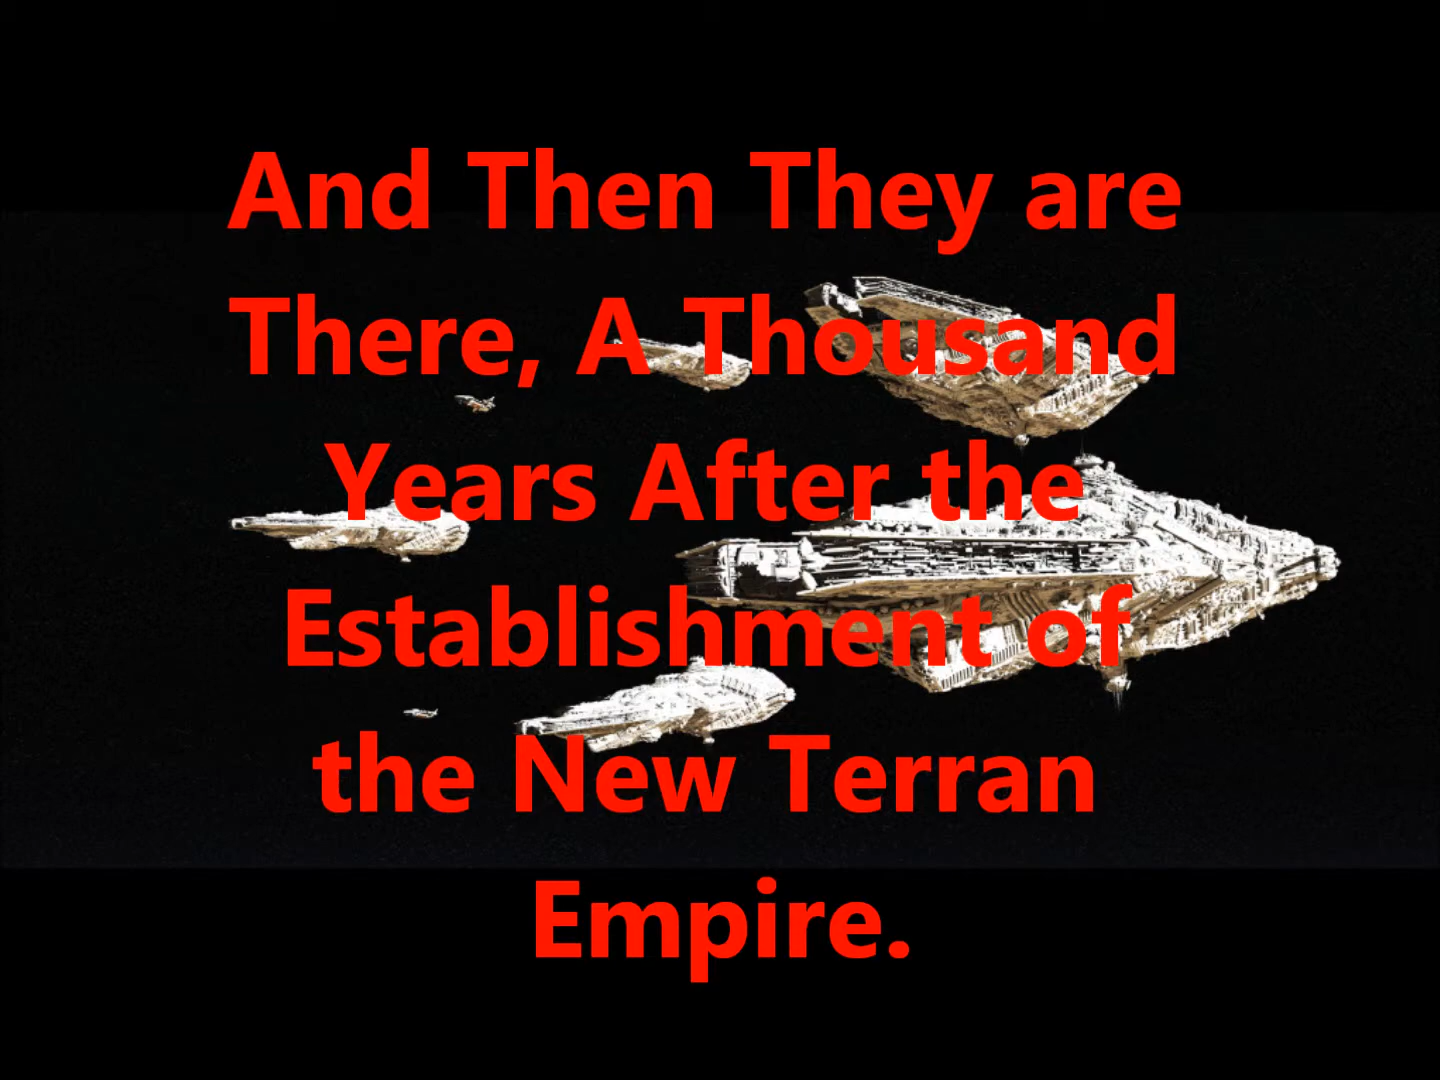 And Then They are
There, A Thousand
Years After the
Establishment of
the New Terran
Empire.